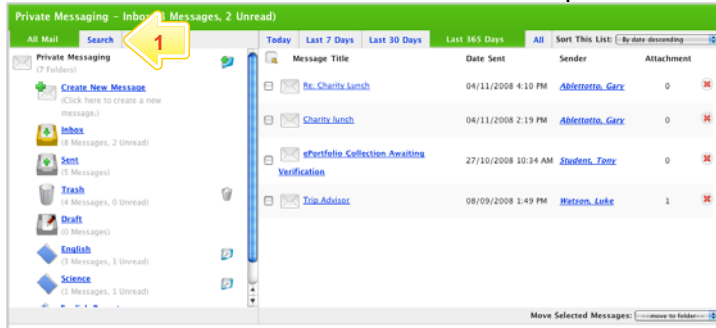 Private Messaging - Inbox (8 Messages, 2 Unread)
All Mail Search 1 Today Last 7 Days Last 30 Days Last 365 Days All Sort This List: By date descending
Private Messaging
(7 Folders)
Create New Message
(Click here to create a new
message.)
Inbox
(8 Messages, 2 Unread)
Sent
(5 Messages)
Trash
(4 Messages, 0 Unread)
Draft
(0 Messages)
English
(3 Messages, 1 Unread)
Science
(1 Messages, 1 Unread)
Message Title Date Sent Sender Attachment
Re: Charity Lunch 04/11/2008 4:10 PM Ablettotto, Gary 0
Charity lunch 04/11/2008 2:19 PM Ablettotto, Gary 0
ePortfolio Collection Awaiting
Verification 27/10/2008 10:34 AM Student, Tony 0
Trip Advisor 08/09/2008 1:49 PM Watson, Luke 1
Move Selected Messages: ----move to folder----